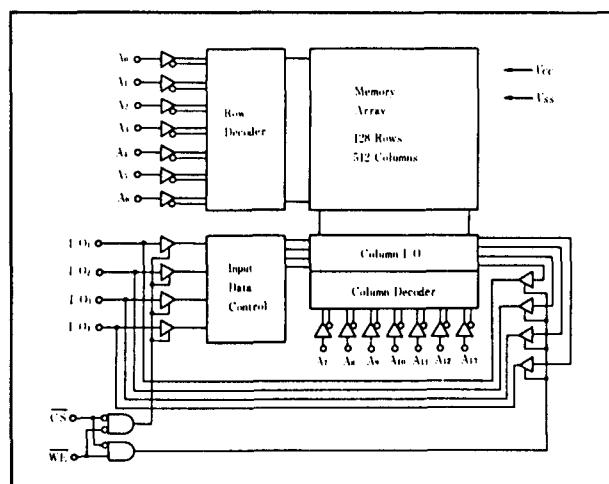 A0
A1
A2
A3
A4
A5
A6
Row
Decoder
Memory
Array
128 Rows
512 Columns
Vcc
Vss
I/O1
I/O2
I/O3
I/O4
Input
Data
Control
Column I/O
Column Decoder
A7 A8 A9 A10 A11 A12 A13
CS
WE